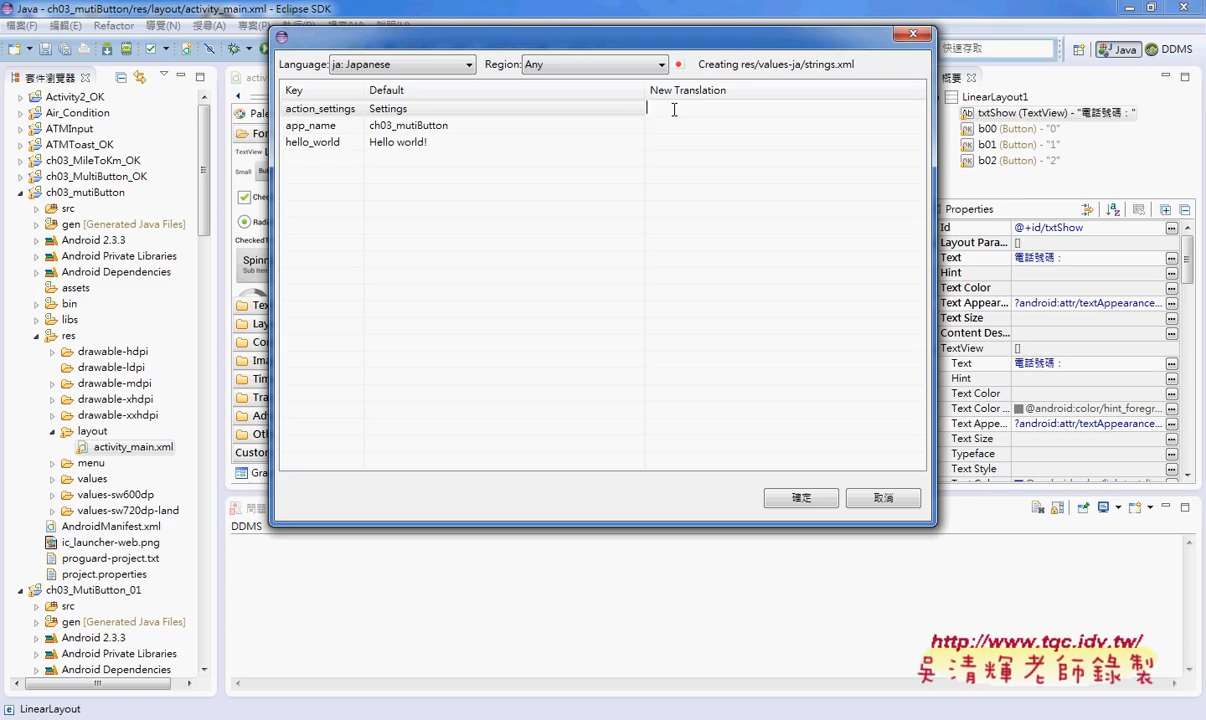 Java - ch03_mutiButton/res/layout/activity_main.xml - Eclipse SDK
檔案(F) 編輯(E) Refactor 導覽(N) 搜尋(A) 專案(P)
快速存取
Java
DDMS
套件瀏覽器
Activity2_OK
Air_Condition
ATMInput
ATMToast_OK
ch03_MileToKm_OK
ch03_MultiButton_OK
ch03_mutiButton
src
gen [Generated Java Files]
Android 2.3.3
Android Private Libraries
Android Dependencies
assets
bin
libs
res
drawable-hdpi
drawable-ldpi
drawable-mdpi
drawable-xhdpi
drawable-xxhdpi
layout
activity_main.xml
menu
values
values-sw600dp
values-sw720dp-land
AndroidManifest.xml
ic_launcher-web.png
proguard-project.txt
project.properties
ch03_MutiButton_01
src
gen [Generated Java Files]
Android 2.3.3
Android Private Libraries
Android Dependencies
LinearLayout
Language: ja: Japanese
Region: Any
Creating res/values-ja/strings.xml
Key Default New Translation
action_settings Settings
app_name ch03_mutiButton
hello_world Hello world!
確定
取消
DDMS
概要
LinearLayout1
txtShow (TextView) - "電話號碼："
b00 (Button) - "0"
b01 (Button) - "1"
b02 (Button) - "2"
Properties
Id @+id/txtShow
Layout Para... []
Text 電話號碼：
Hint
Text Color
Text Appear... ?android:attr/textAppearance...
Text Size
Content Des...
TextView []
Text 電話號碼：
Hint
Text Color
Text Color ... @android:color/hint_foregr...
Text Appe... ?android:attr/textAppearance...
Text Size
Typeface
Text Style
http://www.tqc.idv.tw/
吳清輝老師錄製